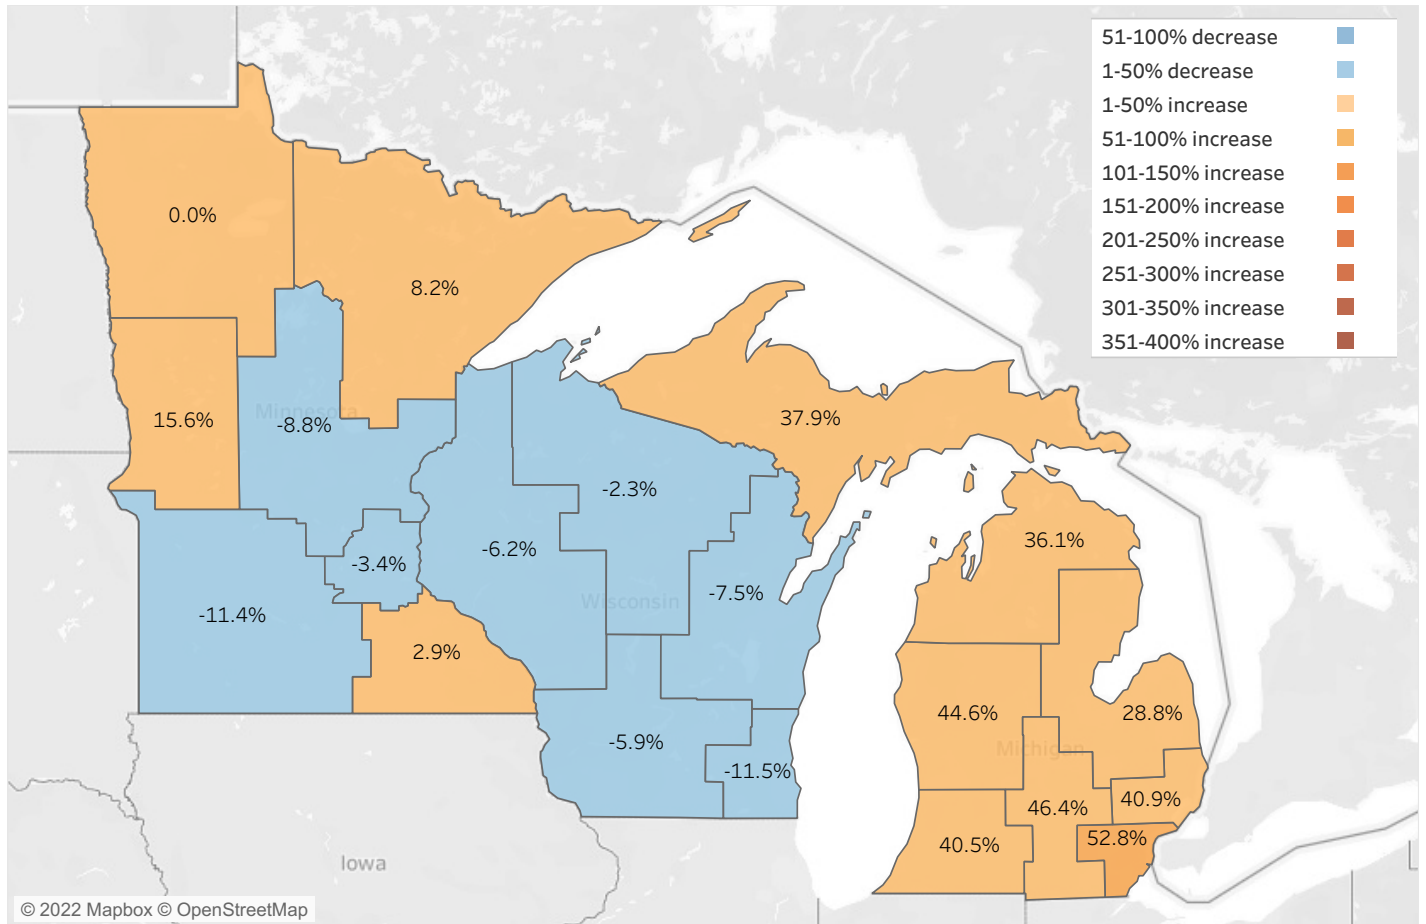 51-100% decrease
1-50% decrease
1-50% increase
51-100% increase
101-150% increase
151-200% increase
201-250% increase
251-300% increase
301-350% increase
351-400% increase
0.0%
8.2%
15.6%
Minnesota
-8.8%
37.9%
-2.3%
-6.2%
36.1%
-3.4%
-7.5%
Wisconsin
-11.4%
2.9%
44.6%
28.8%
-5.9%
Michigan
-11.5%
46.4%
40.9%
40.5%
52.8%
Iowa
© 2022 Mapbox © OpenStreetMap